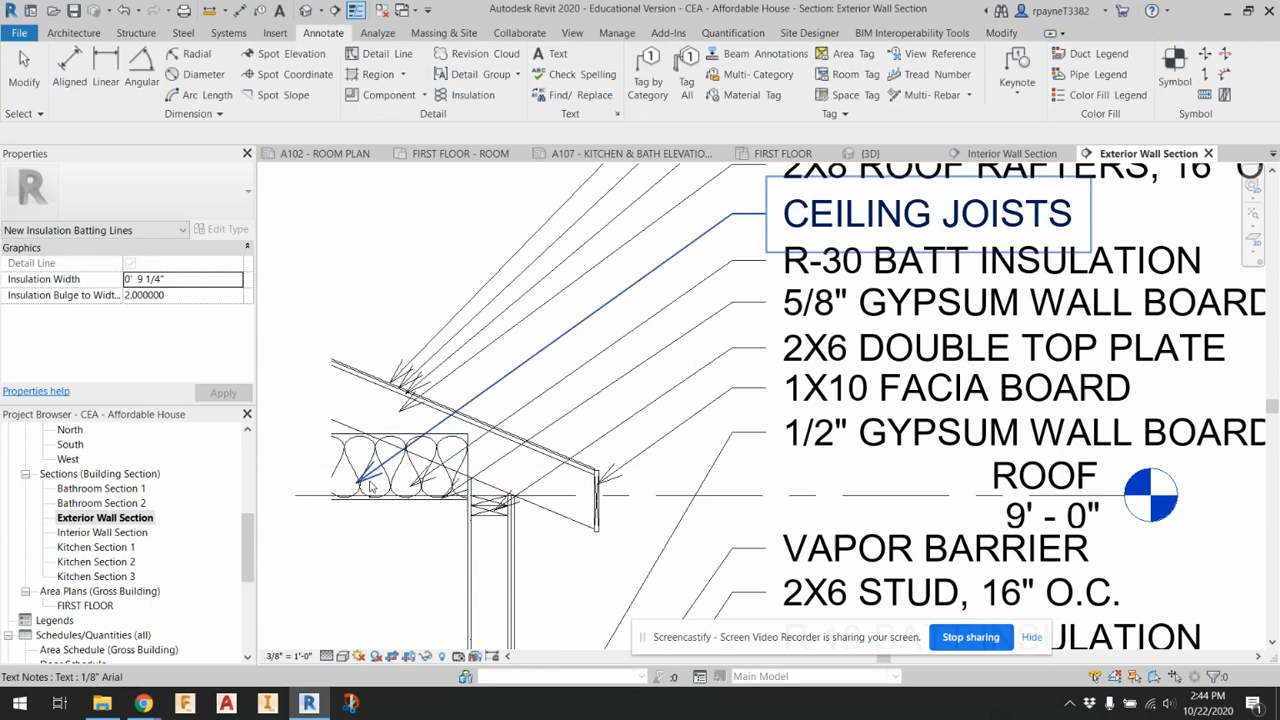 Autodesk Revit 2020 - Educational Version - CEA - Affordable House - Section: Exterior Wall Section
rpayneT3382
File Architecture Structure Steel Systems Insert Annotate Analyze Massing & Site Collaborate View Manage Add-Ins Quantification Site Designer BIM Interoperability Tools Modify
Modify
Select
Aligned Linear Angular
Radial
Diameter
Arc Length
Spot Elevation
Spot Coordinate
Spot Slope
Dimension
Detail Line
Region
Component
Revision Cloud
Detail Group
Insulation
Detail
Text
Check Spelling
Find/ Replace
Text
Tag by
Category
Tag
All
Beam Annotations
Multi- Category
Material Tag
Area Tag
Room Tag
Space Tag
View Reference
Tread Number
Multi- Rebar
Tag
Keynote
Duct Legend
Pipe Legend
Color Fill Legend
Color Fill
Symbol
Symbol
Properties
A102 - ROOM PLAN
FIRST FLOOR - ROOM
A107 - KITCHEN & BATH ELEVATIO...
FIRST FLOOR
{3D}
Interior Wall Section
Exterior Wall Section
New Insulation Batting Lines
Edit Type
Graphics
Detail Line
Insulation Width 0' 9 1/4"
Insulation Bulge to Widt... 2.000000
Properties help
Apply
Project Browser - CEA - Affordable House
North
South
West
Sections (Building Section)
Bathroom Section 1
Bathroom Section 2
Exterior Wall Section
Interior Wall Section
Kitchen Section 1
Kitchen Section 2
Kitchen Section 3
Area Plans (Gross Building)
FIRST FLOOR
Legends
Schedules/Quantities (all)
Area Schedule (Gross Building)
2X8 ROOF RAFTERS, 16" O
CEILING JOISTS
R-30 BATT INSULATION
5/8" GYPSUM WALL BOARD
2X6 DOUBLE TOP PLATE
1X10 FACIA BOARD
1/2" GYPSUM WALL BOARD
ROOF
9' - 0"
VAPOR BARRIER
2X6 STUD, 16" O.C.
Screencastify - Screen Video Recorder is sharing your screen.
Stop sharing
Hide
3/8" = 1'-0"
Text Notes : Text : 1/8" Arial
:0
Main Model
:0
2:44 PM
10/22/2020